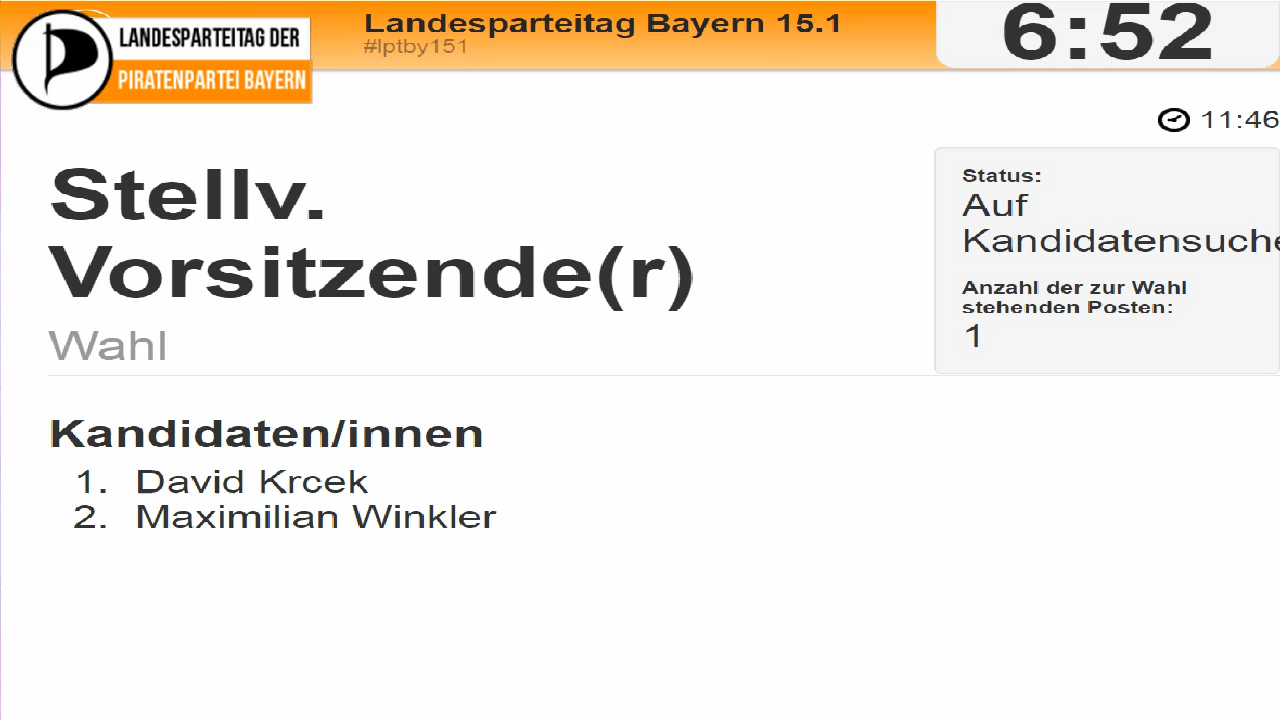 LANDESPARTEITAG DER
PIRATENPARTEI BAYERN
Landesparteitag Bayern 15.1
#lptby151
6:52
11:46
Stellv.
Vorsitzende(r)
Wahl
Status:
Auf
Kandidatensuche
Anzahl der zur Wahl
stehenden Posten:
1
Kandidaten/innen
1. David Krcek
2. Maximilian Winkler